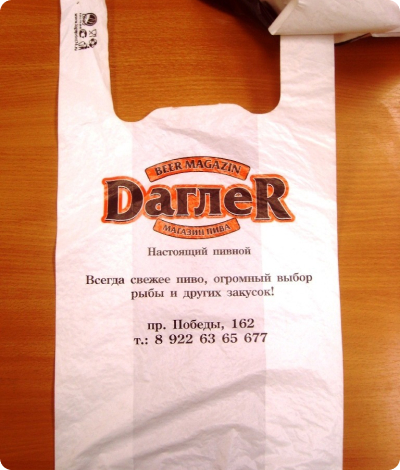 BEER MAGAZIN
DаглеR
МАГАЗИН ПИВА
Настоящий пивной
Всегда свежее пиво, огромный выбор
рыбы и других закусок!
пр. Победы, 162
т.: 8 922 63 65 677